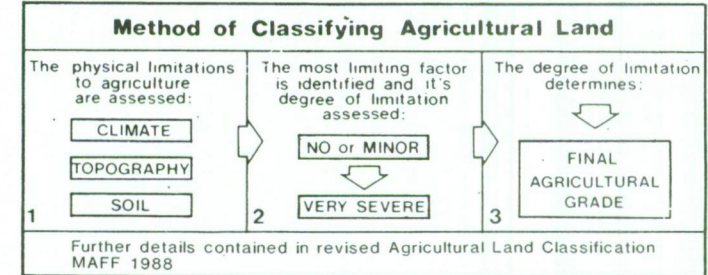 Method of Classifying Agricultural Land
The physical limitations
to agriculture
are assessed:
CLIMATE
TOPOGRAPHY
SOIL
1
The most limiting factor
is identified and it's
degree of limitation
assessed:
NO or MINOR
VERY SEVERE
2
The degree of limitation
determines:
FINAL
AGRICULTURAL
GRADE
3
Further details contained in revised Agricultural Land Classification
MAFF 1988